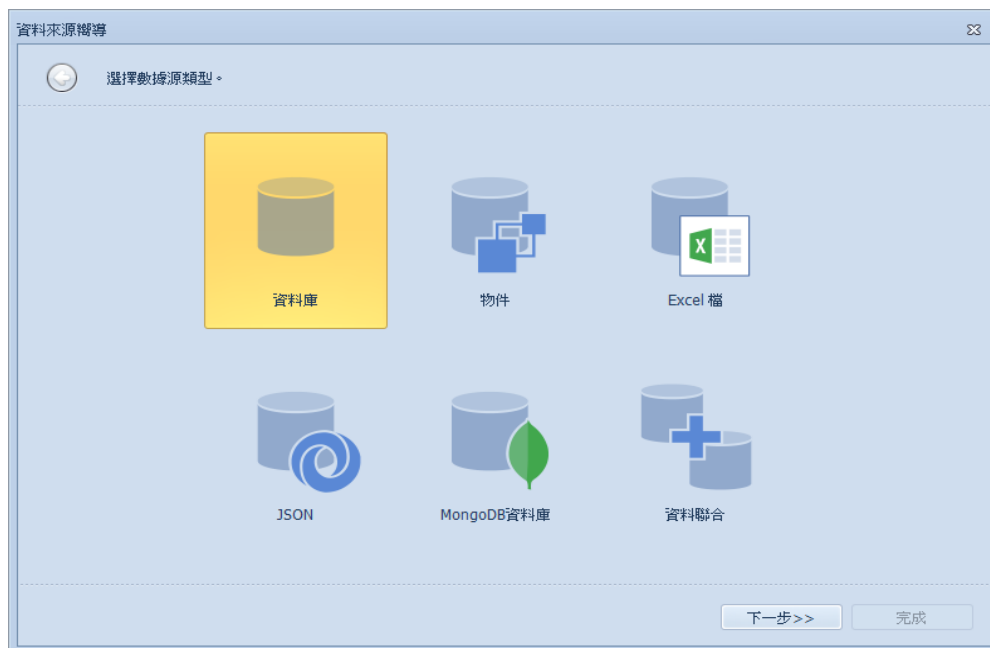 資料來源嚮導
選擇數據源類型。
資料庫
物件
X
Excel 檔
JSON
MongoDB資料庫
資料聯合
下一步>>
完成